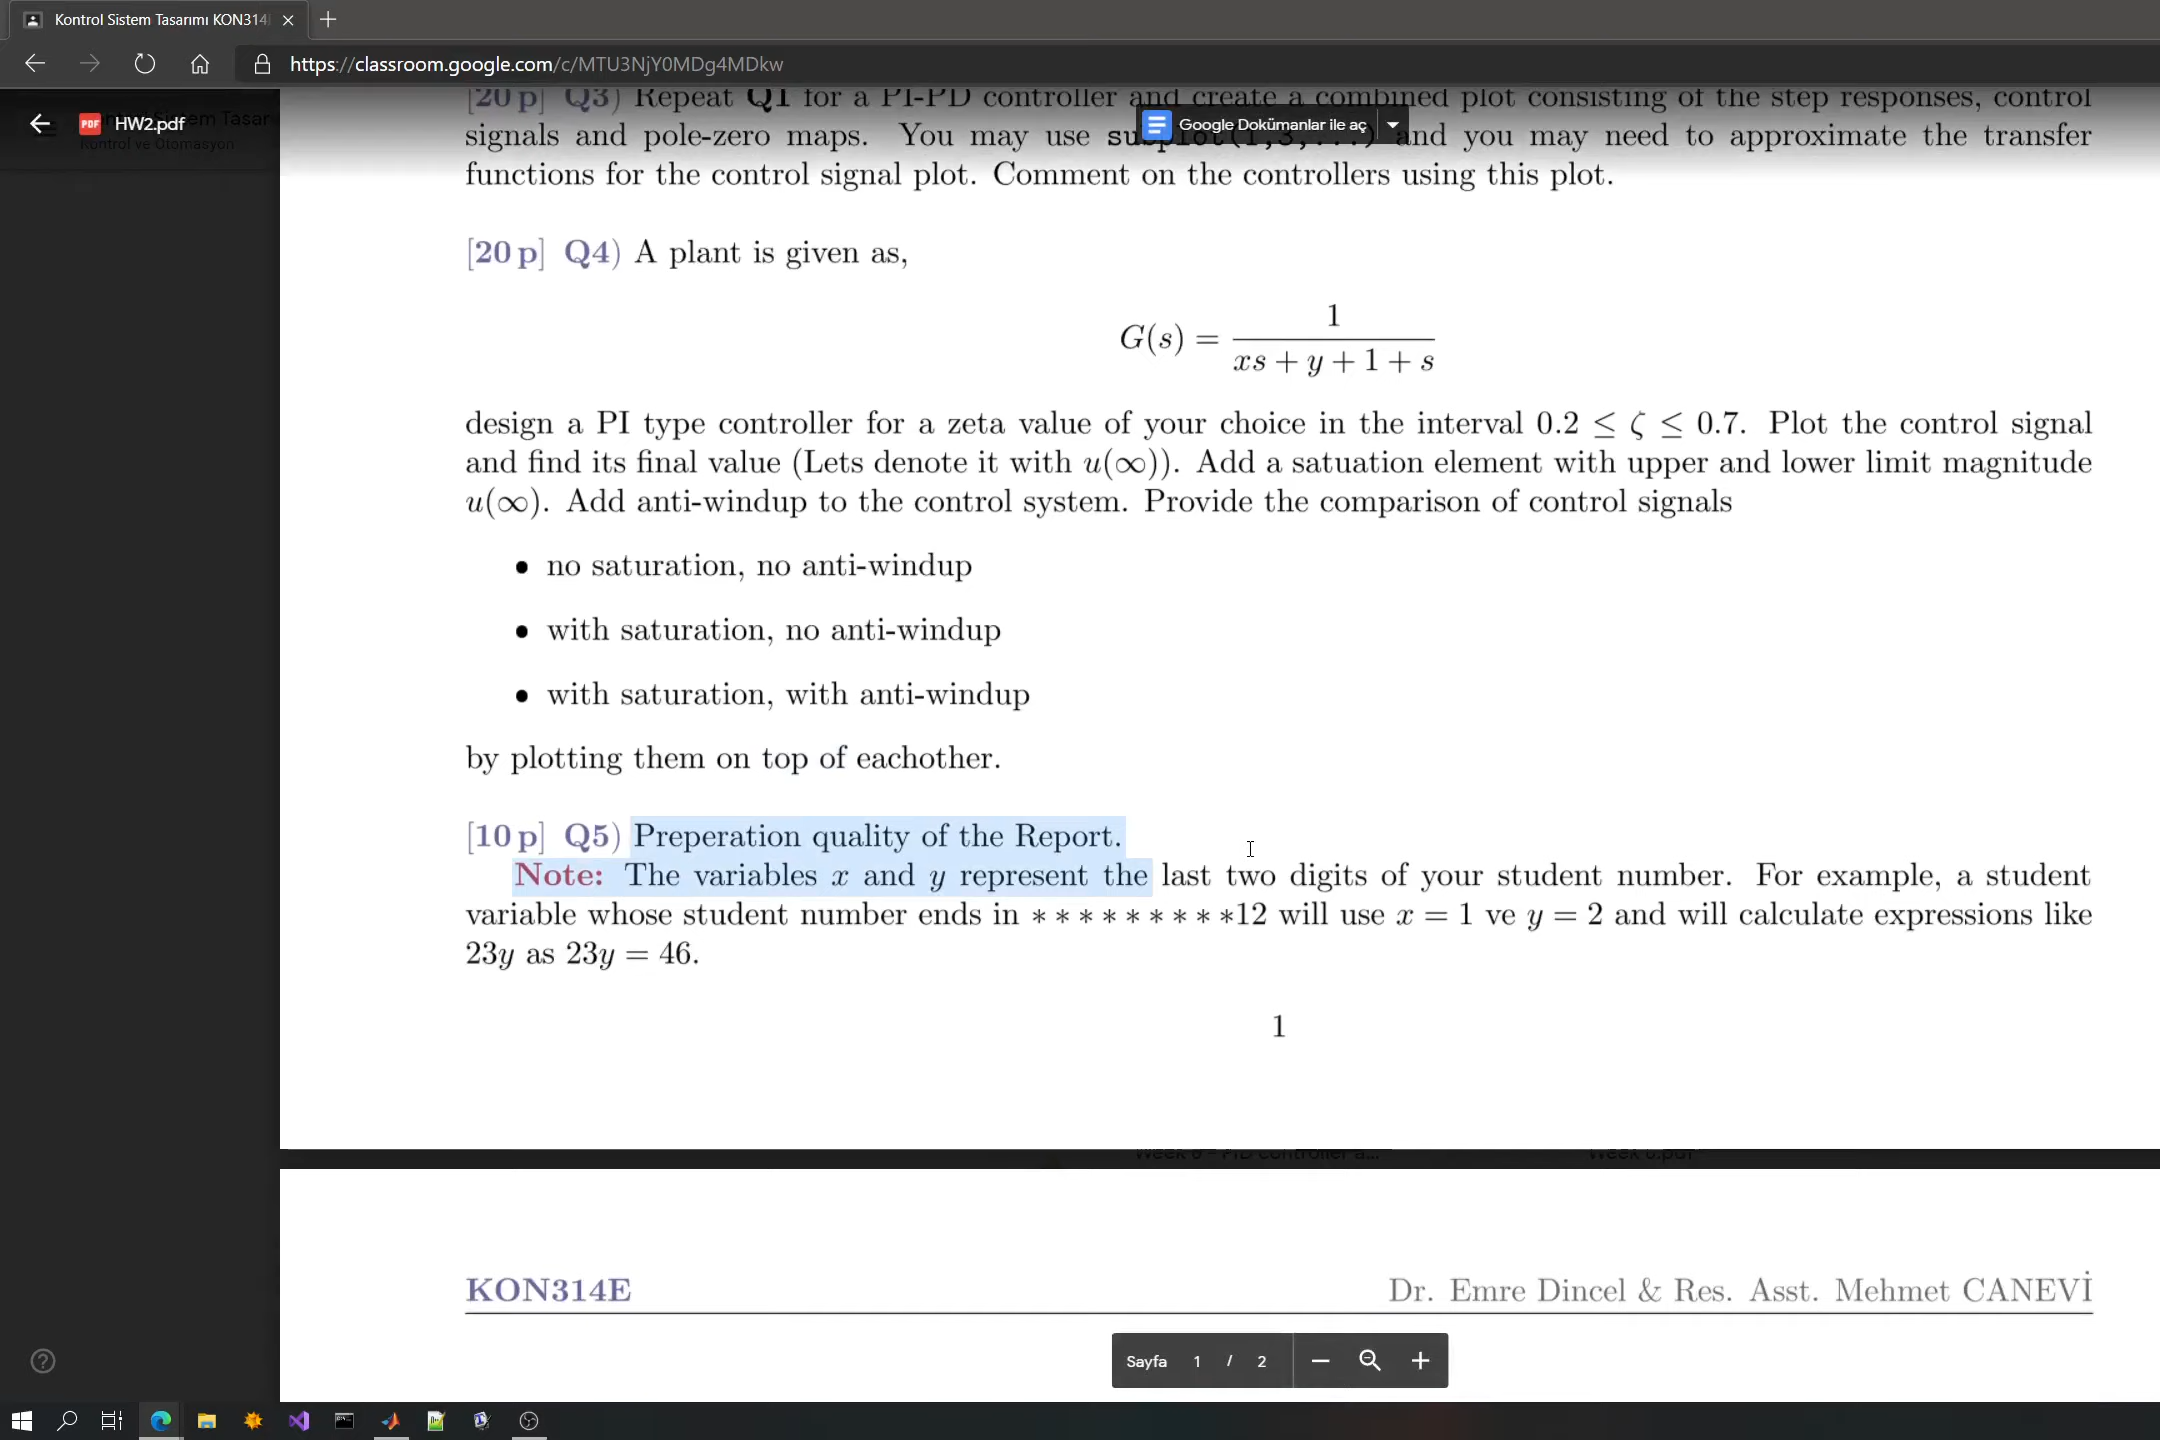 Kontrol Sistem Tasarımı KON314
https://classroom.google.com/c/MTU3NjY0MDg4MDkw
PDF HW2.pdf
Kontrol ve Otomasyon
Google Dokümanlar ile aç
[20 p] Q3) Repeat Q1 for a PI-PD controller and create a combined plot consisting of the step responses, control
signals and pole-zero maps. You may use subplot(1,3,...) and you may need to approximate the transfer
functions for the control signal plot. Comment on the controllers using this plot.
[20 p] Q4) A plant is given as,
G(s) = 1 / (xs + y + 1 + s)
design a PI type controller for a zeta value of your choice in the interval 0.2 ≤ ζ ≤ 0.7. Plot the control signal
and find its final value (Lets denote it with u(∞)). Add a satuation element with upper and lower limit magnitude
u(∞). Add anti-windup to the control system. Provide the comparison of control signals
• no saturation, no anti-windup
• with saturation, no anti-windup
• with saturation, with anti-windup
by plotting them on top of eachother.
[10 p] Q5) Preperation quality of the Report.
Note: The variables x and y represent the last two digits of your student number. For example, a student
variable whose student number ends in * * * * * * * * *12 will use x = 1 ve y = 2 and will calculate expressions like
23y as 23y = 46.
1
KON314E
Dr. Emre Dincel & Res. Asst. Mehmet CANEVİ
Sayfa 1 / 2